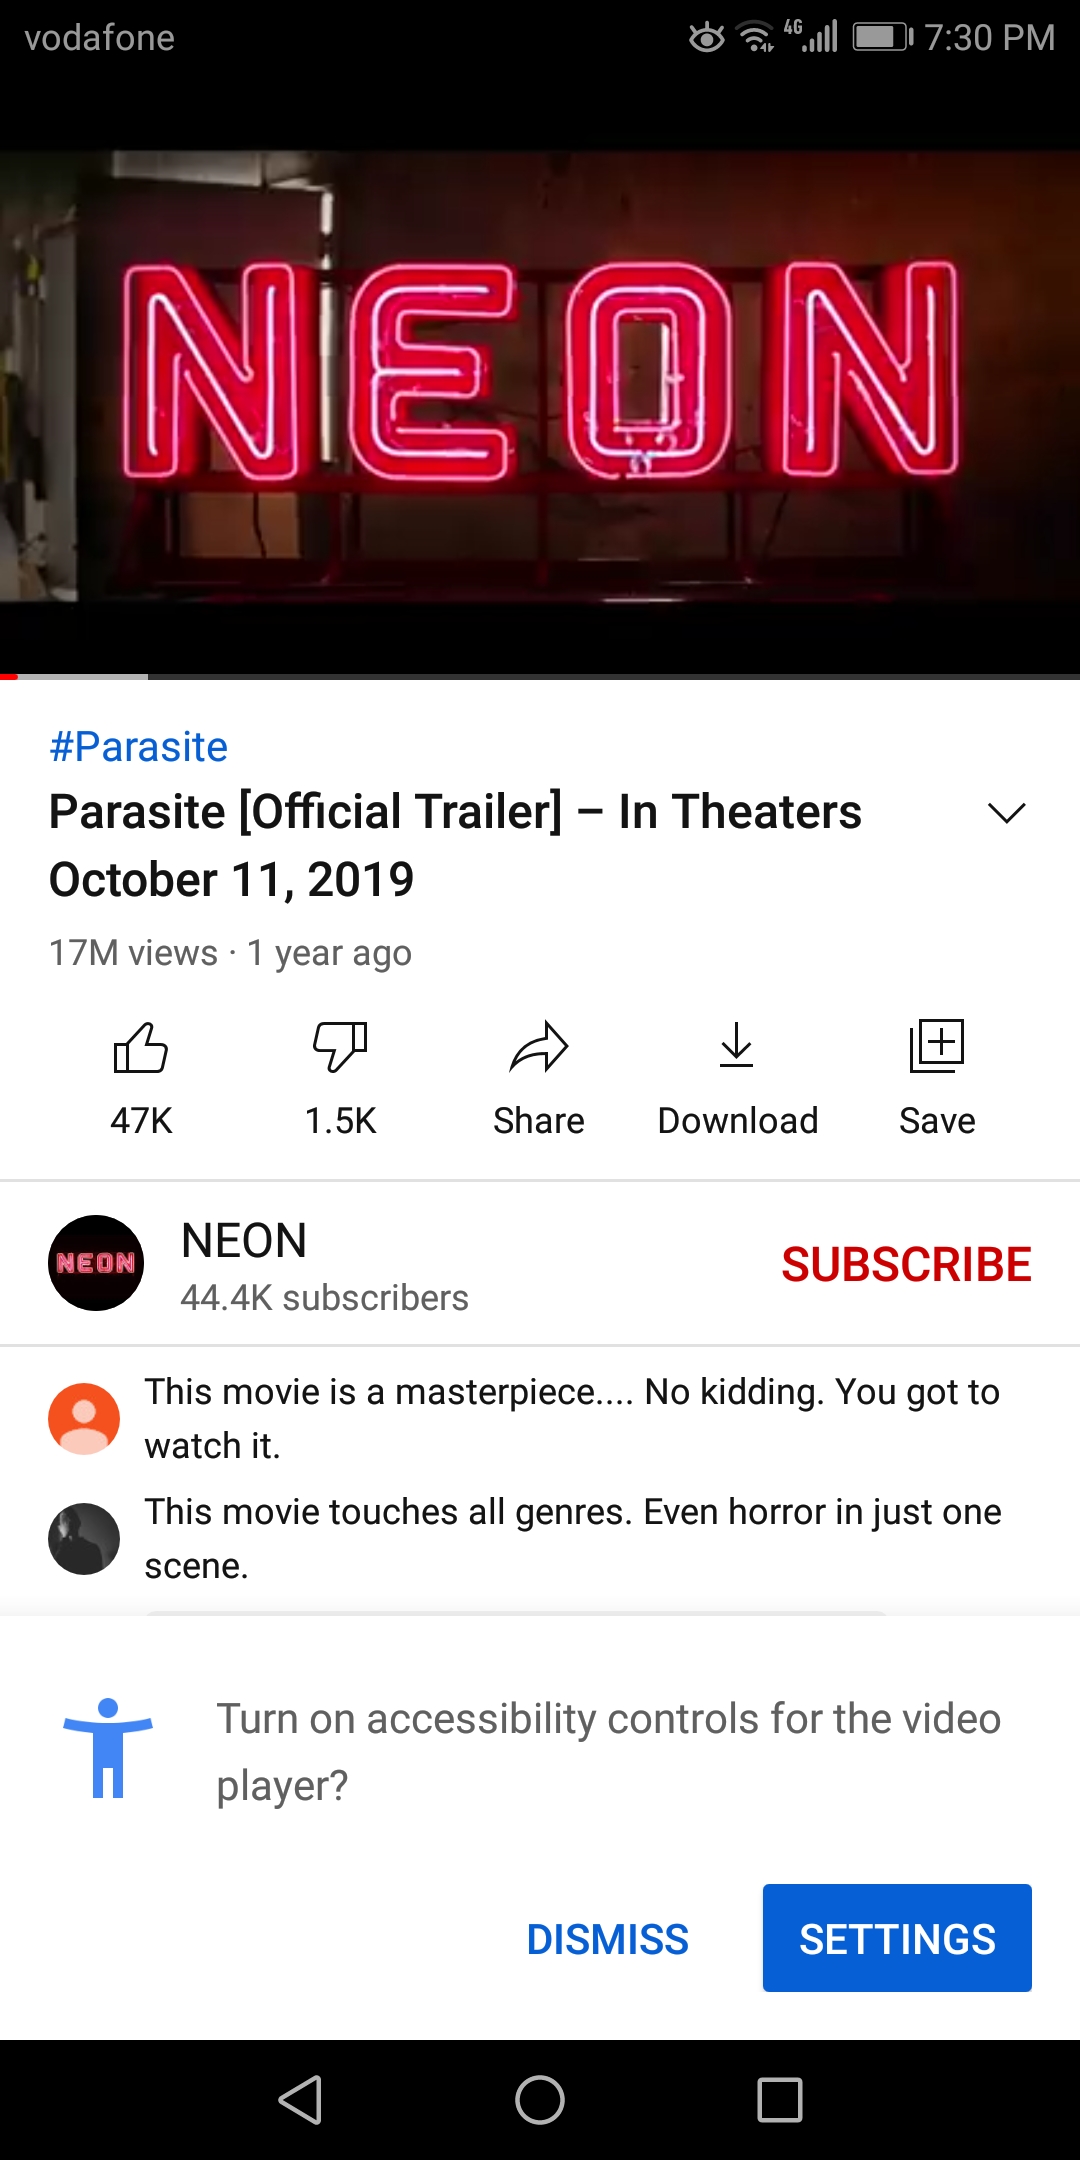 vodafone
4G
7:30 PM
NEON
#Parasite
Parasite [Official Trailer] – In Theaters
October 11, 2019
17M views · 1 year ago
47K
1.5K
Share
Download
Save
NEON
NEON
44.4K subscribers
SUBSCRIBE
This movie is a masterpiece.... No kidding. You got to
watch it.
This movie touches all genres. Even horror in just one
scene.
Turn on accessibility controls for the video
player?
DISMISS
SETTINGS